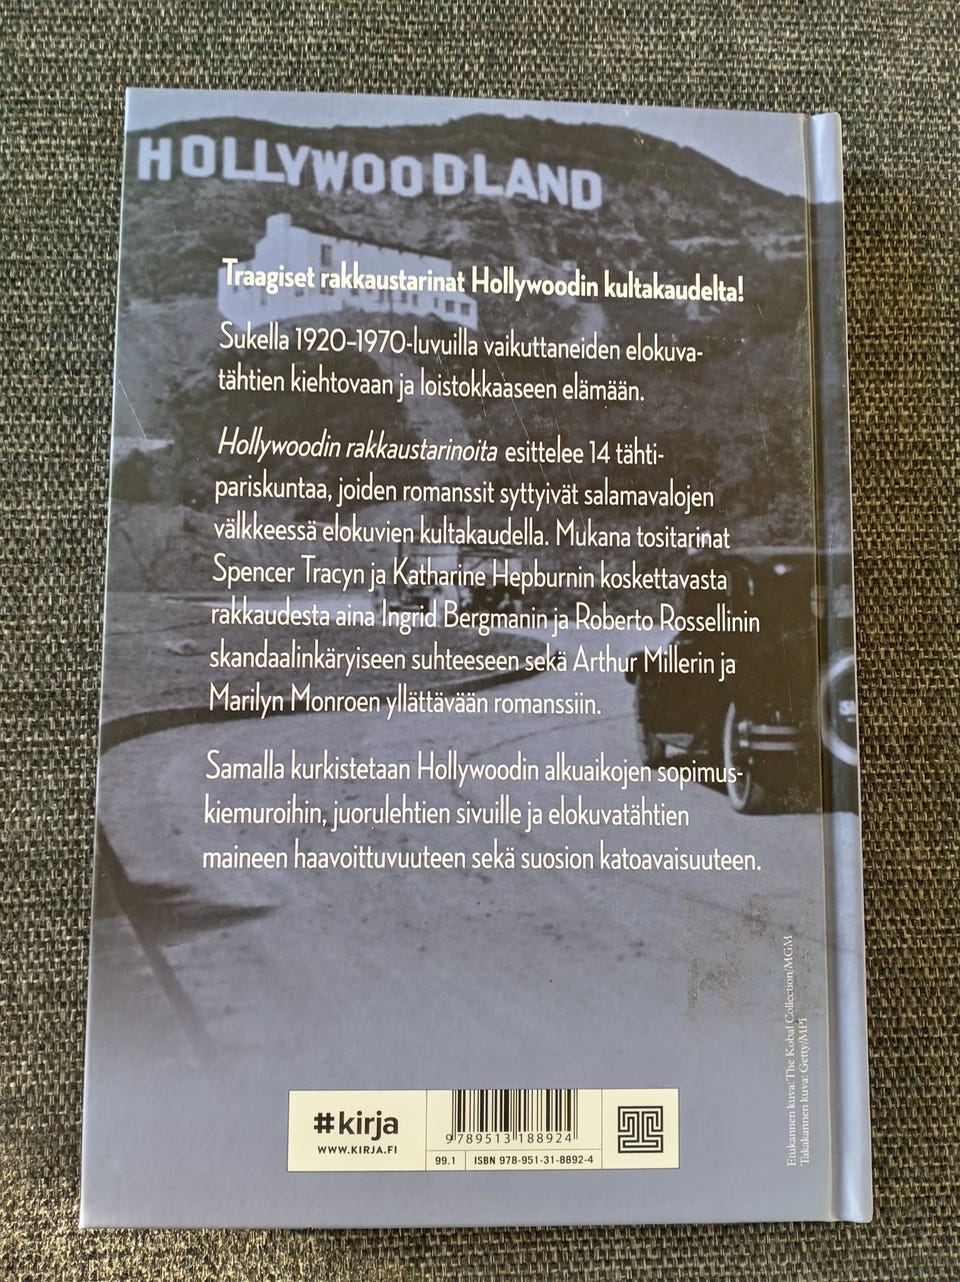 HOLLYWOODLAND
Traagiset rakkaustarinat Hollywoodin kultakaudelta!
Sukella 1920–1970-luvuilla vaikuttaneiden elokuva-
tähtien kiehtovaan ja loistokkaaseen elämään.
Hollywoodin rakkaustarinoita esittelee 14 tähti-
pariskuntaa, joiden romanssit syttyivät salamavalojen
välkkeessä elokuvien kultakaudella. Mukana tositarinat
Spencer Tracyn ja Katharine Hepburnin koskettavasta
rakkaudesta aina Ingrid Bergmanin ja Roberto Rossellinin
skandaalinkäryiseen suhteeseen sekä Arthur Millerin ja
Marilyn Monroen yllättävään romanssiin.
Samalla kurkistetaan Hollywoodin alkuaikojen sopimus-
kiemuroihin, juorulehtien sivuille ja elokuvatähtien
maineen haavoittuvuuteen sekä suosion katoavaisuuteen.
Etukannen kuva: The Kobal Collection/MGM
Takakannen kuva: Getty/MPI
#kirja
WWW.KIRJA.FI
9 789513 188924
99.1
ISBN 978-951-31-8892-4